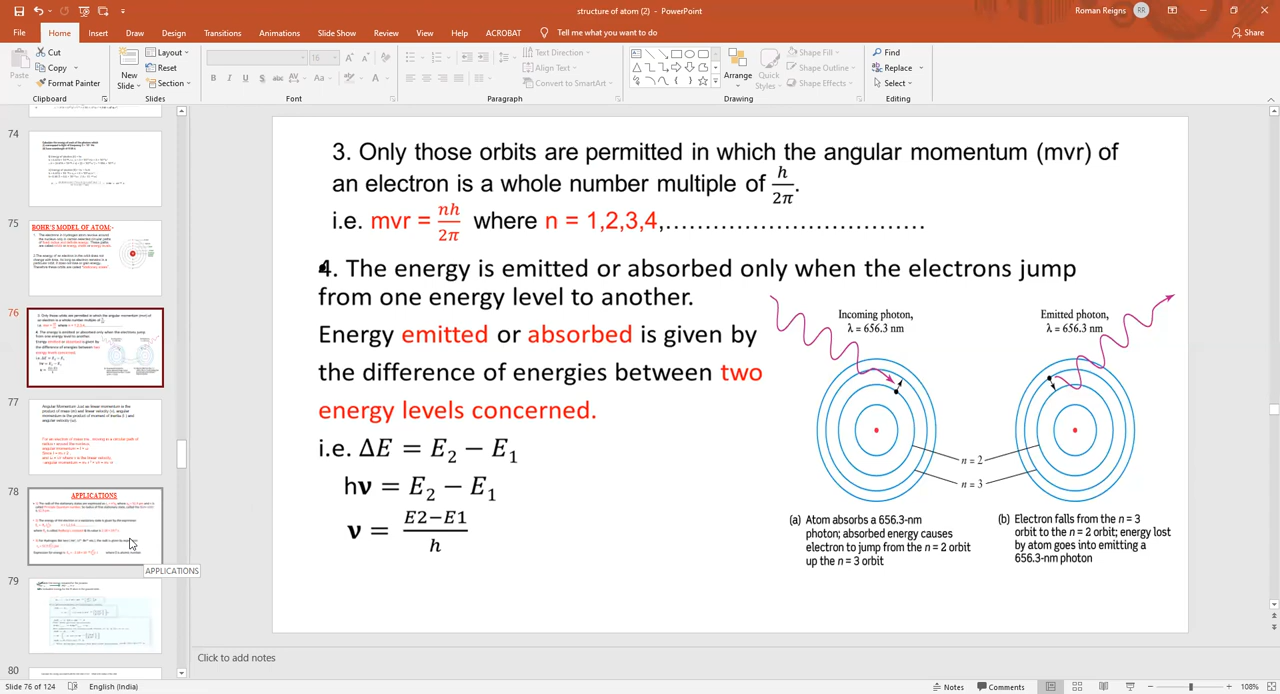 structure of atom (2) - PowerPoint
Roman Reigns RR
File Home Insert Draw Design Transitions Animations Slide Show Review View Help ACROBAT Tell me what you want to do Share
Cut
Copy
Format Painter
Paste
Clipboard
New Slide
Layout
Reset
Section
Slides
16
B I U S abc AV Aa A
Font
Text Direction
Align Text
Convert to SmartArt
Paragraph
Arrange
Quick Styles
Shape Fill
Shape Outline
Shape Effects
Drawing
Find
Replace
Select
Editing
74
75
BOHR'S MODEL OF ATOM:-
76
77
78
APPLICATIONS
APPLICATIONS
79
80
3. Only those orbits are permitted in which the angular momentum (mvr) of
an electron is a whole number multiple of h/2π.
i.e. mvr = nh/2π where n = 1,2,3,4,……………………………
4. The energy is emitted or absorbed only when the electrons jump
from one energy level to another.
Energy emitted or absorbed is given by
the difference of energies between two
energy levels concerned.
i.e. ΔE = E₂ − E₁
hν = E₂ − E₁
ν = E2−E1/h
Incoming photon,
λ = 656.3 nm
Emitted photon,
λ = 656.3 nm
n = 2
n = 3
(a) Atom absorbs a 656.3-nm
photon; absorbed energy causes
electron to jump from the n = 2 orbit
up the n = 3 orbit
(b) Electron falls from the n = 3
orbit to the n = 2 orbit; energy lost
by atom goes into emitting a
656.3-nm photon
Click to add notes
Slide 76 of 124 English (India) Notes Comments 108%